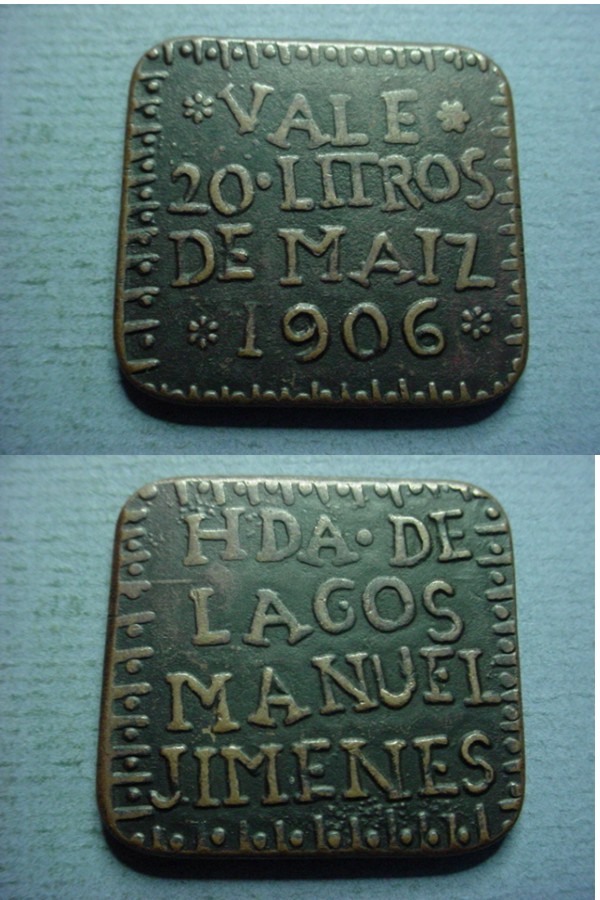 VALE
20·LITROS
DE MAIZ
1906
HDA·DE
LAGOS
MANUEL
JIMENES